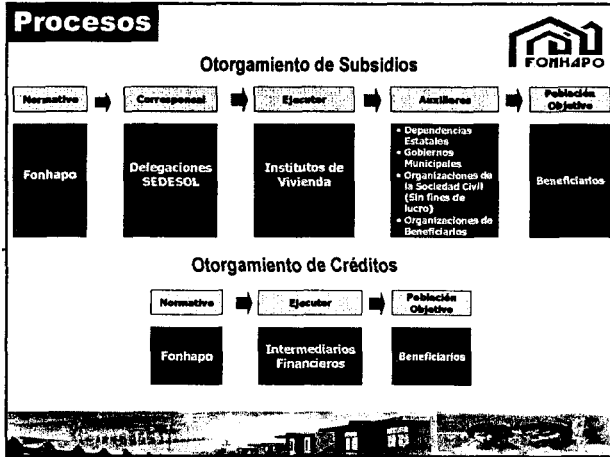 Procesos
FONHAPO
Otorgamiento de Subsidios
Normativo
Corresponsal
Ejecutor
Auxiliares
Población
Objetivo
Fonhapo
Delegaciones
SEDESOL
Institutos de
Vivienda
• Dependencias
Estatales
• Gobiernos
Municipales
• Organizaciones de
la Sociedad Civil
(Sin fines de
lucro)
• Organizaciones de
Beneficiarios
Beneficiarios
Otorgamiento de Créditos
Normativo
Ejecutor
Población
Objetivo
Fonhapo
Intermediarios
Financieros
Beneficiarios